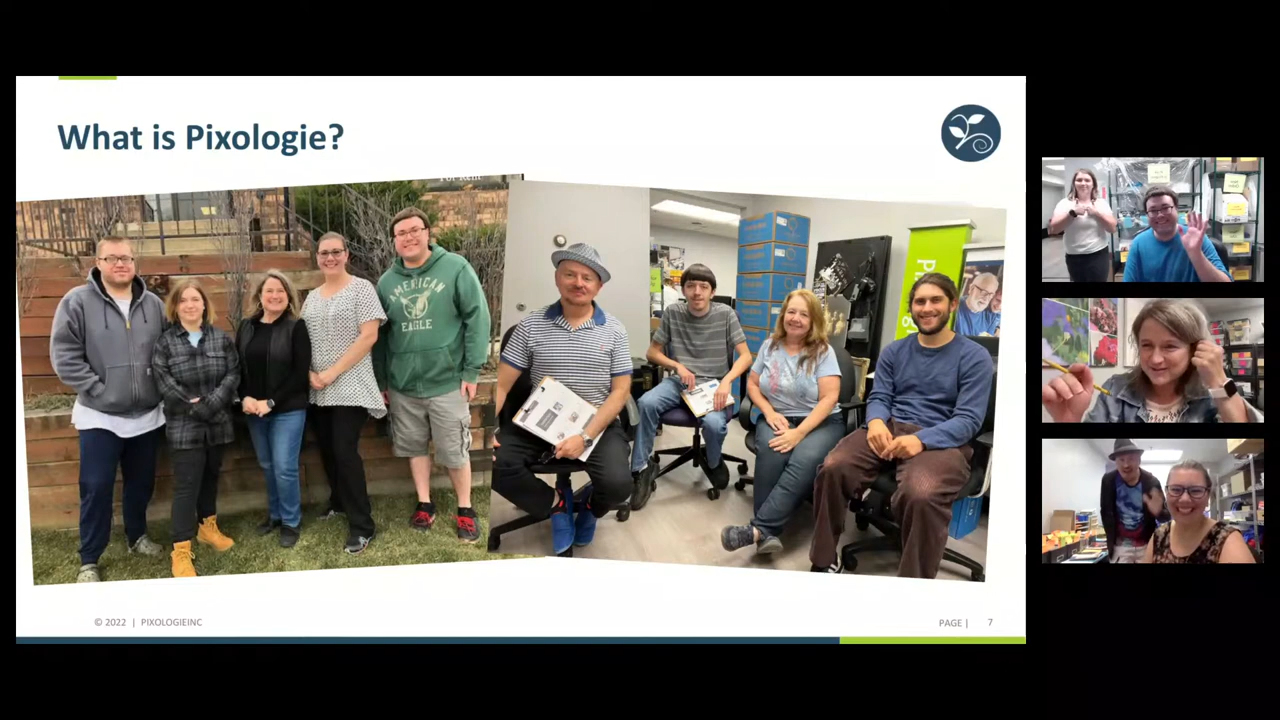 What is Pixologie?
AMERICAN
EAGLE
© 2022 | PIXOLOGIEINC
PAGE | 7